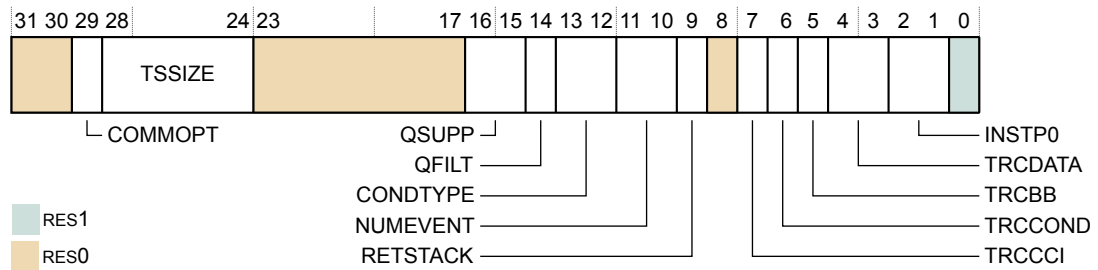 31 30 29 28 24 23 17 16 15 14 13 12 11 10 9 8 7 6 5 4 3 2 1 0
TSSIZE
COMMOPT QSUPP INSTP0
QFILT TRCDATA
CONDTYPE TRCBB
RES1 NUMEVENT TRCCOND
RES0 RETSTACK TRCCCI